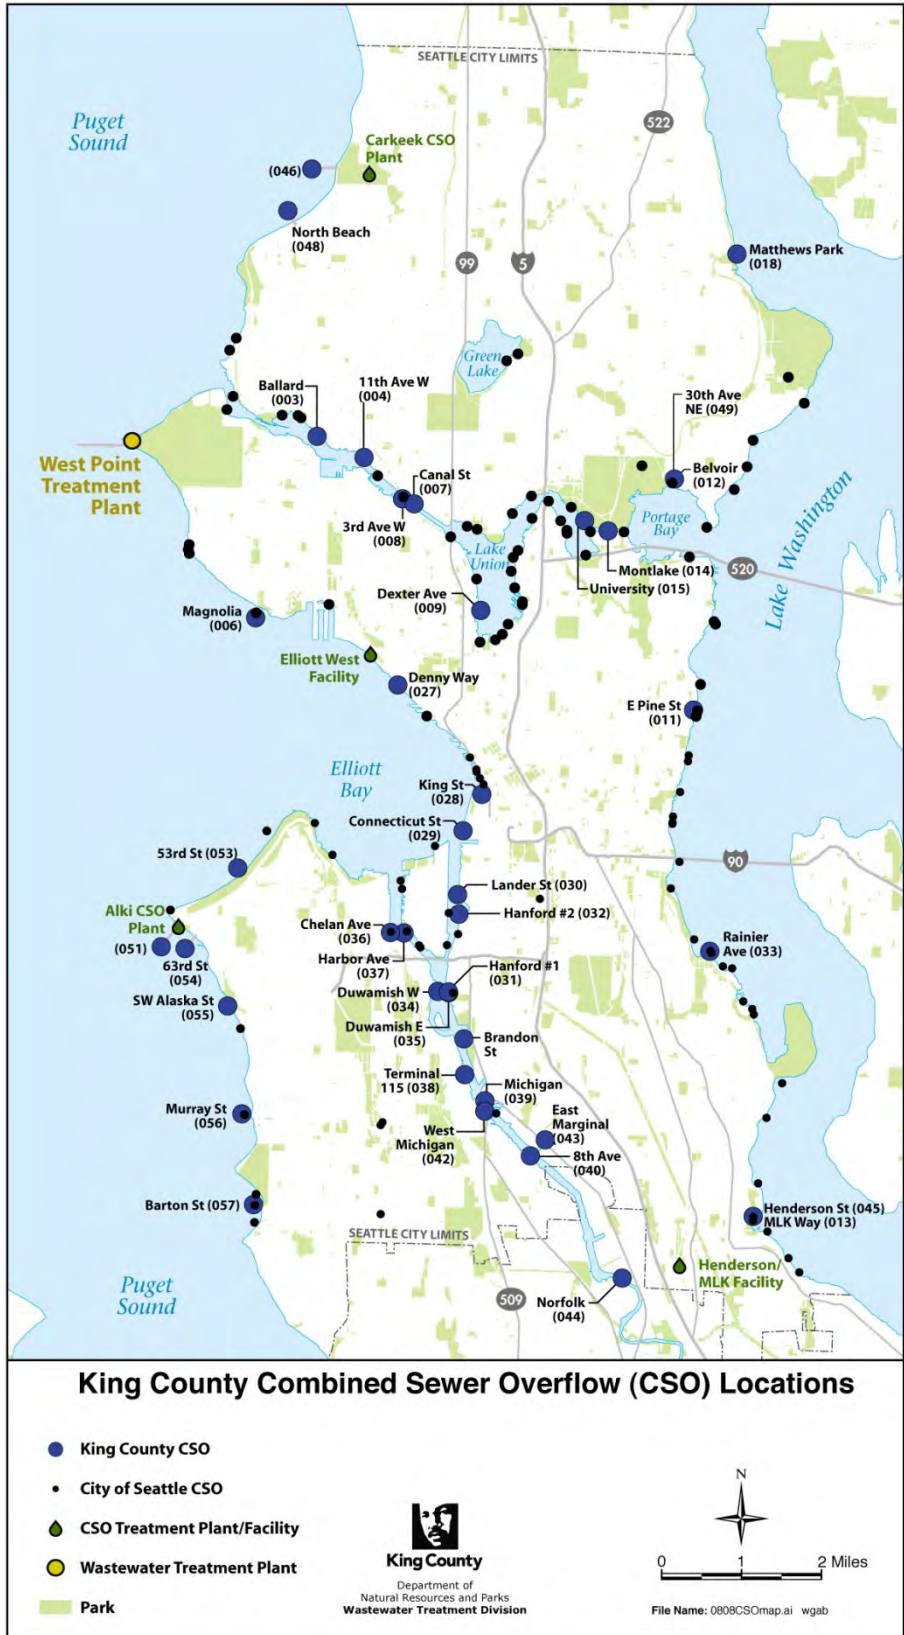 SEATTLE CITY LIMITS
Puget
Sound
522
Carkeek CSO
Plant
(046)
North Beach
(048)
Matthews Park
(018)
99
5
Green
Lake
Ballard
(003)
11th Ave W
(004)
30th Ave
NE (049)
West Point
Treatment
Plant
Canal St
(007)
Belvoir
(012)
3rd Ave W
(008)
Portage
Bay
Lake Washington
Lake
Union
Montlake (014)
520
University (015)
Dexter Ave
(009)
Magnolia
(006)
Elliott West
Facility
Denny Way
(027)
E Pine St
(011)
Elliott
Bay
King St
(028)
Connecticut St
(029)
53rd St (053)
90
Lander St (030)
Alki CSO
Plant
Hanford #2 (032)
Chelan Ave
(036)
(051)
63rd St
(054)
Harbor Ave
(037)
Rainier
Ave (033)
Hanford #1
(031)
SW Alaska St
(055)
Duwamish W
(034)
Duwamish E
(035)
Brandon
St
Terminal
115 (038)
Michigan
(039)
Murray St
(056)
West
Michigan
(042)
East
Marginal
(043)
8th Ave
(040)
Barton St (057)
Henderson St (045)
MLK Way (013)
SEATTLE CITY LIMITS
Henderson/
MLK Facility
Puget
Sound
509
Norfolk
(044)
King County Combined Sewer Overflow (CSO) Locations
King County CSO
City of Seattle CSO
CSO Treatment Plant/Facility
Wastewater Treatment Plant
Park
King County
Department of
Natural Resources and Parks
Wastewater Treatment Division
N
0 1 2 Miles
File Name: 0808CSOmap.ai wgab